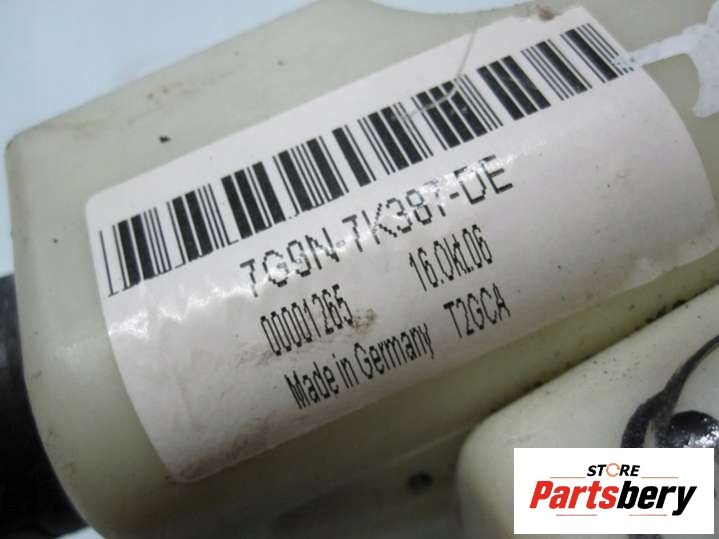 7G9N-7K387-DE
00001265 16.Okt.06
Made in Germany T2GCA
STORE
Partsbery